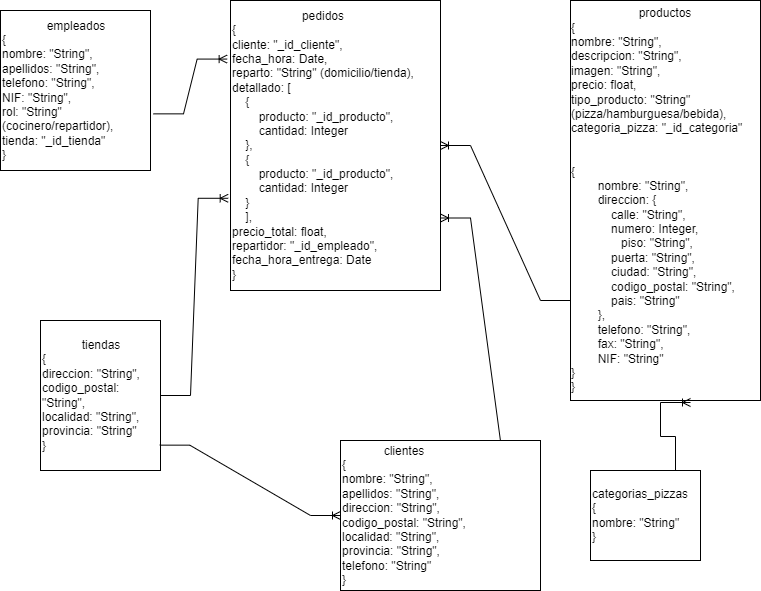 empleados
{
nombre: "String",
apellidos: "String",
telefono: "String",
NIF: "String",
rol: "String"
(cocinero/repartidor),
tienda: "_id_tienda"
}
pedidos
{
cliente: "_id_cliente",
fecha_hora: Date,
reparto: "String" (domicilio/tienda),
detallado: [
{
producto: "_id_producto",
cantidad: Integer
},
{
producto: "_id_producto",
cantidad: Integer
}
],
precio_total: float,
repartidor: "_id_empleado",
fecha_hora_entrega: Date
}
productos
{
nombre: "String",
descripcion: "String",
imagen: "String",
precio: float,
tipo_producto: "String"
(pizza/hamburguesa/bebida),
categoria_pizza: "_id_categoria"
{
nombre: "String",
direccion: {
calle: "String",
numero: Integer,
piso: "String",
puerta: "String",
ciudad: "String",
codigo_postal: "String",
pais: "String"
},
telefono: "String",
fax: "String",
NIF: "String"
}
}
tiendas
{
direccion: "String",
codigo_postal:
"String",
localidad: "String",
provincia: "String"
}
clientes
{
nombre: "String",
apellidos: "String",
direccion: "String",
codigo_postal: "String",
localidad: "String",
provincia: "String",
telefono: "String"
}
categorias_pizzas
{
nombre: "String"
}